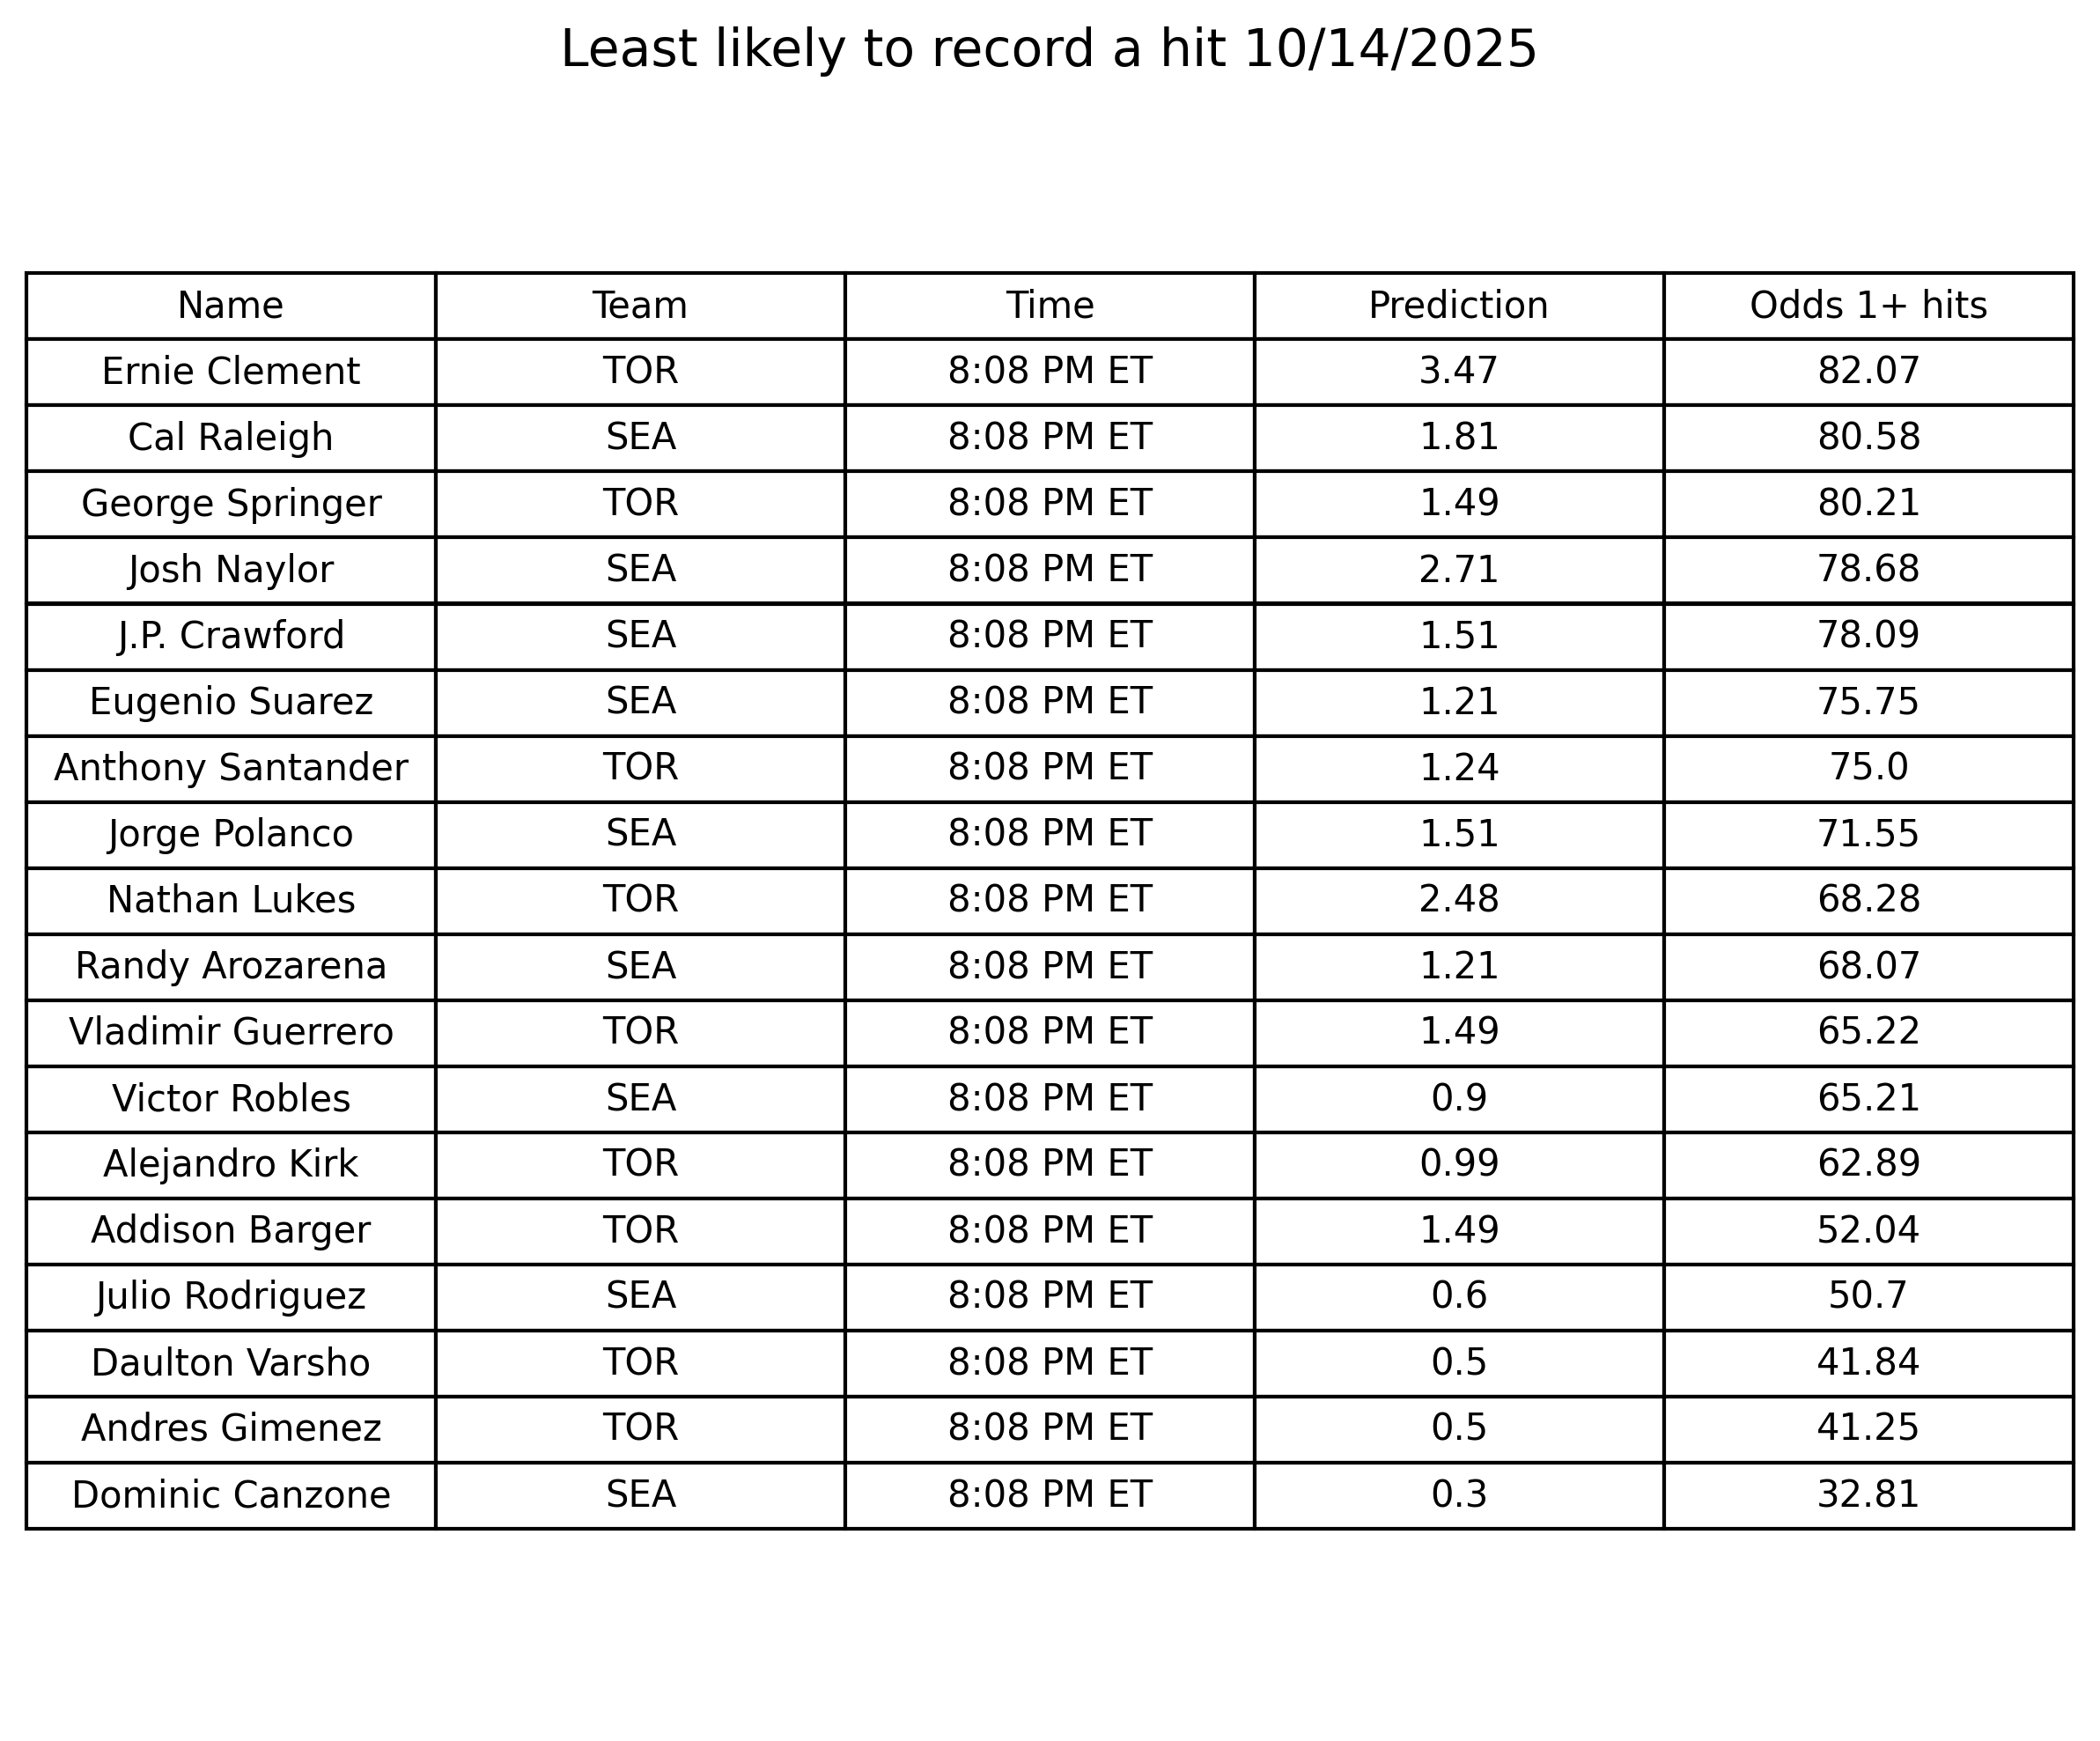 Least likely to record a hit 10/14/2025
Name Team Time Prediction Odds 1+ hits
Ernie Clement TOR 8:08 PM ET 3.47 82.07
Cal Raleigh SEA 8:08 PM ET 1.81 80.58
George Springer TOR 8:08 PM ET 1.49 80.21
Josh Naylor SEA 8:08 PM ET 2.71 78.68
J.P. Crawford SEA 8:08 PM ET 1.51 78.09
Eugenio Suarez SEA 8:08 PM ET 1.21 75.75
Anthony Santander TOR 8:08 PM ET 1.24 75.0
Jorge Polanco SEA 8:08 PM ET 1.51 71.55
Nathan Lukes TOR 8:08 PM ET 2.48 68.28
Randy Arozarena SEA 8:08 PM ET 1.21 68.07
Vladimir Guerrero TOR 8:08 PM ET 1.49 65.22
Victor Robles SEA 8:08 PM ET 0.9 65.21
Alejandro Kirk TOR 8:08 PM ET 0.99 62.89
Addison Barger TOR 8:08 PM ET 1.49 52.04
Julio Rodriguez SEA 8:08 PM ET 0.6 50.7
Daulton Varsho TOR 8:08 PM ET 0.5 41.84
Andres Gimenez TOR 8:08 PM ET 0.5 41.25
Dominic Canzone SEA 8:08 PM ET 0.3 32.81